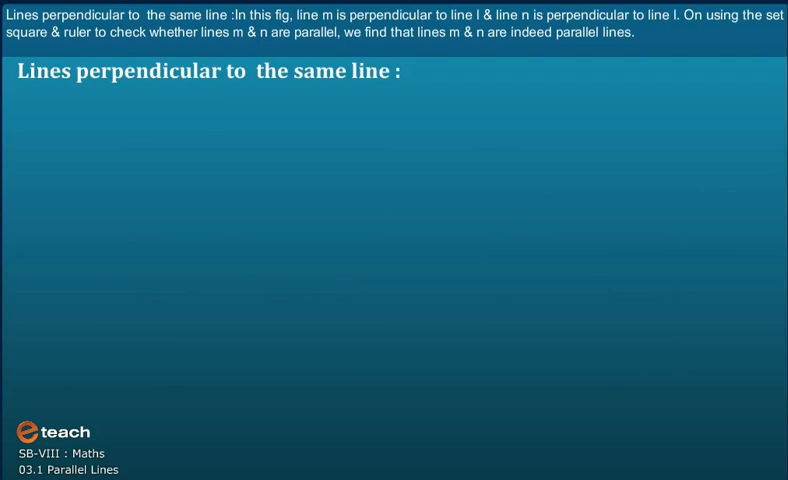 Lines perpendicular to  the same line :In this fig, line m is perpendicular to line l & line n is perpendicular to line l. On using the set
square & ruler to check whether lines m & n are parallel, we find that lines m & n are indeed parallel lines.
Lines perpendicular to  the same line :
e teach
SB-VIII : Maths
03.1 Parallel Lines